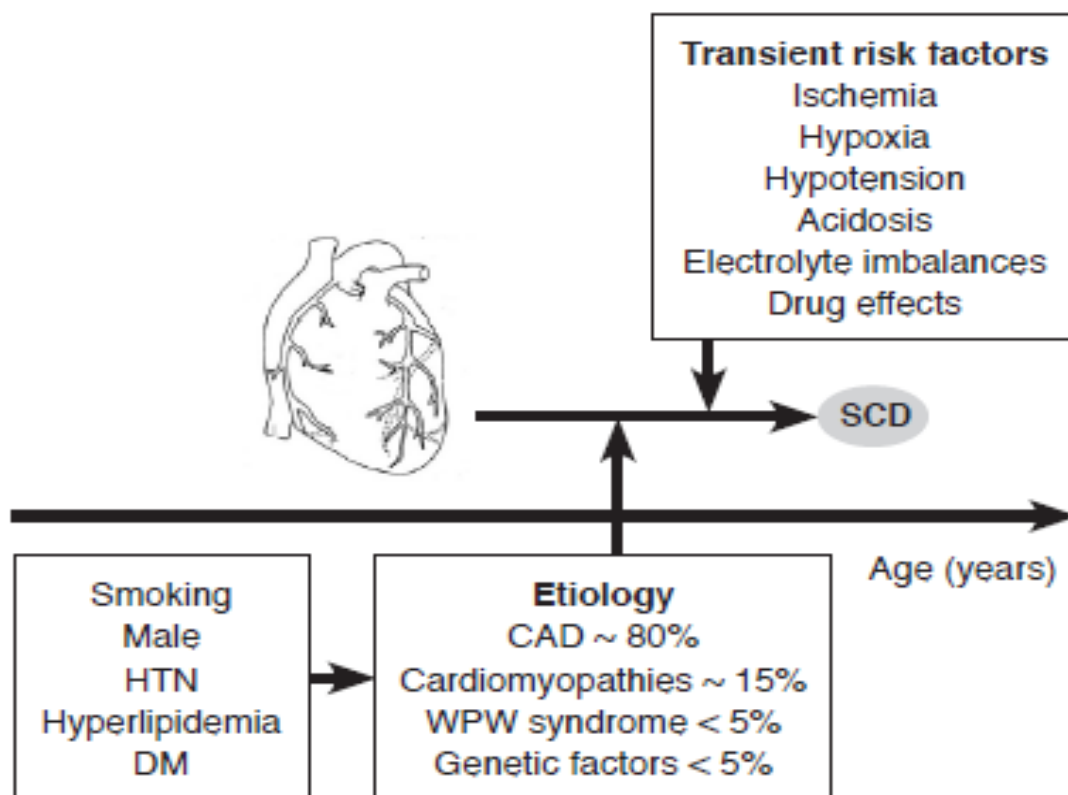 Transient risk factors
Ischemia
Hypoxia
Hypotension
Acidosis
Electrolyte imbalances
Drug effects
SCD
Age (years)
Smoking
Male
HTN
Hyperlipidemia
DM
Etiology
CAD ~ 80%
Cardiomyopathies ~ 15%
WPW syndrome < 5%
Genetic factors < 5%